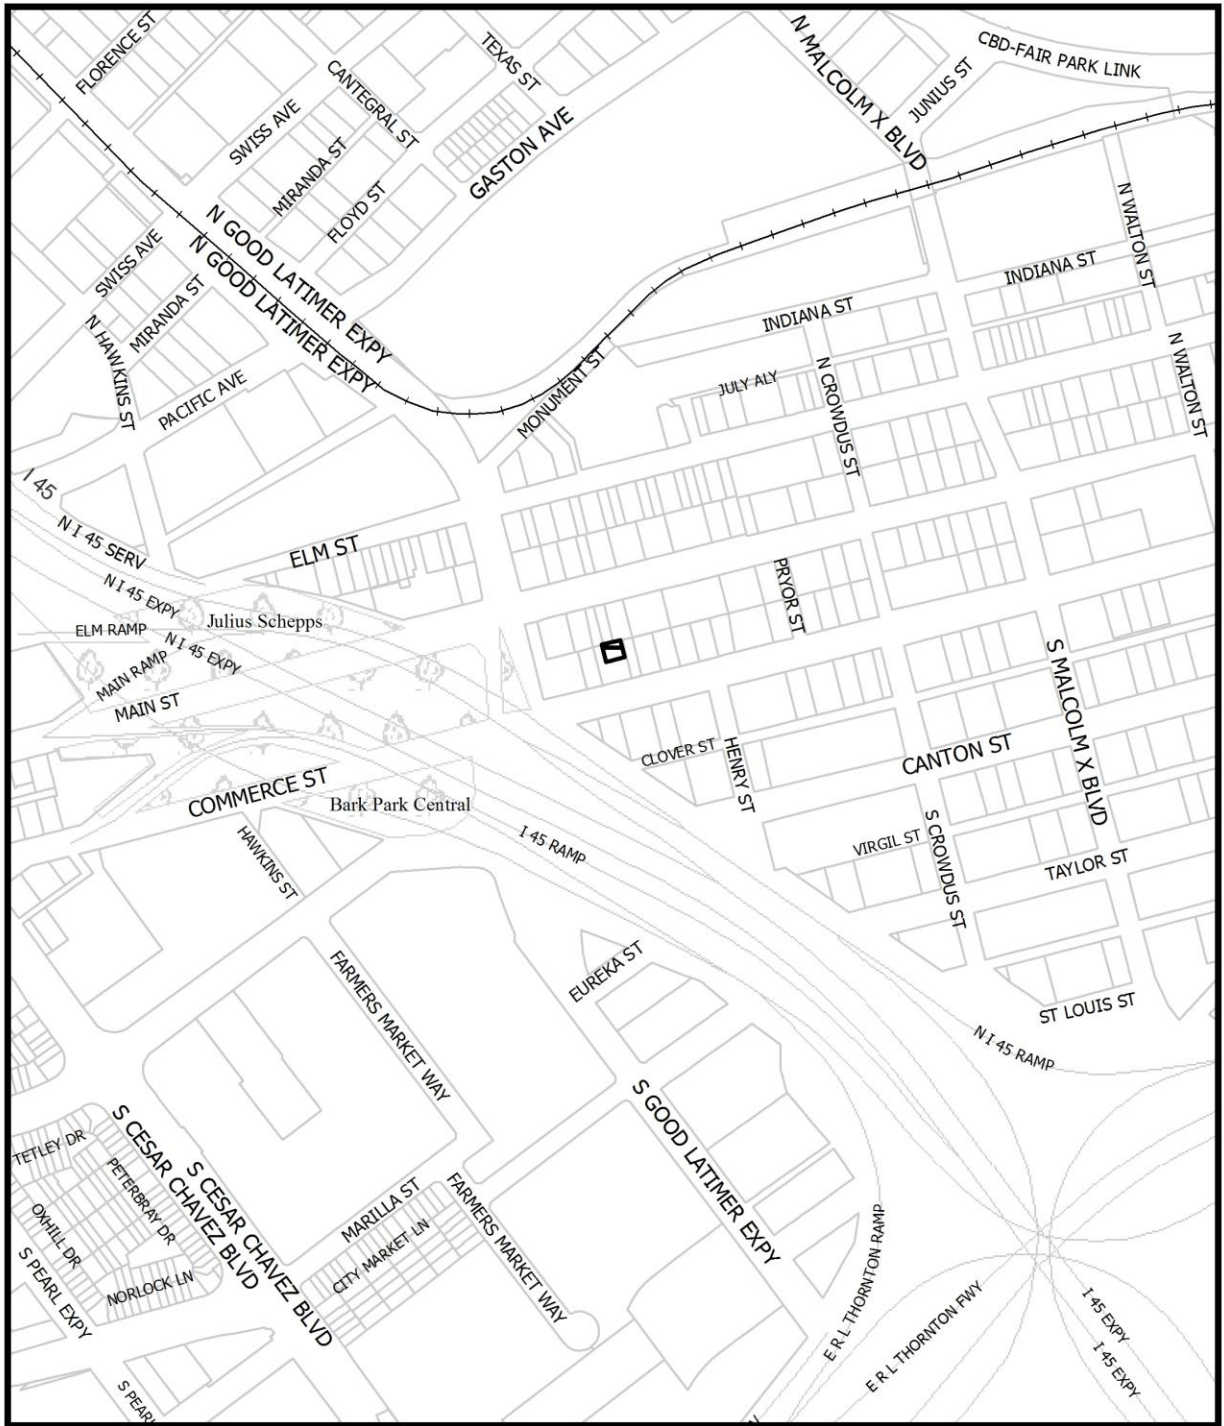 FLORENCE ST
TEXAS ST
N MALCOLM X BLVD
CBD-FAIR PARK LINK
CANTEGRAL ST
JUNIUS ST
SWISS AVE
GASTON AVE
MIRANDA ST
FLOYD ST
N WALTON ST
N GOOD LATIMER EXPY
N GOOD LATIMER EXPY
SWISS AVE
INDIANA ST
MIRANDA ST
INDIANA ST
N HAWKINS ST
N WALTON ST
PACIFIC AVE
MONUMENT ST
JULY ALY
N CROWDUS ST
I 45
N I 45 SERV
ELM ST
PRYOR ST
N I 45 EXPY
Julius Schepps
ELM RAMP
N I 45 EXPY
MAIN RAMP
MAIN ST
S MALCOLM X BLVD
CLOVER ST
HENRY ST
CANTON ST
COMMERCE ST
Bark Park Central
HAWKINS ST
I 45 RAMP
VIRGIL ST
S CROWDUS ST
TAYLOR ST
EUREKA ST
FARMERS MARKET WAY
ST LOUIS ST
N I 45 RAMP
S GOOD LATIMER EXPY
TETLEY DR
S CESAR CHAVEZ BLVD
S CESAR CHAVEZ BLVD
PETERBRAY DR
OXHILL DR
MARILLA ST
FARMERS MARKET WAY
CITY MARKET LN
S PEARL EXPY
NORLOCK LN
E R L THORNTON RAMP
E R L THORNTON FWY
I 45 EXPY
I 45 EXPY
S PEARL